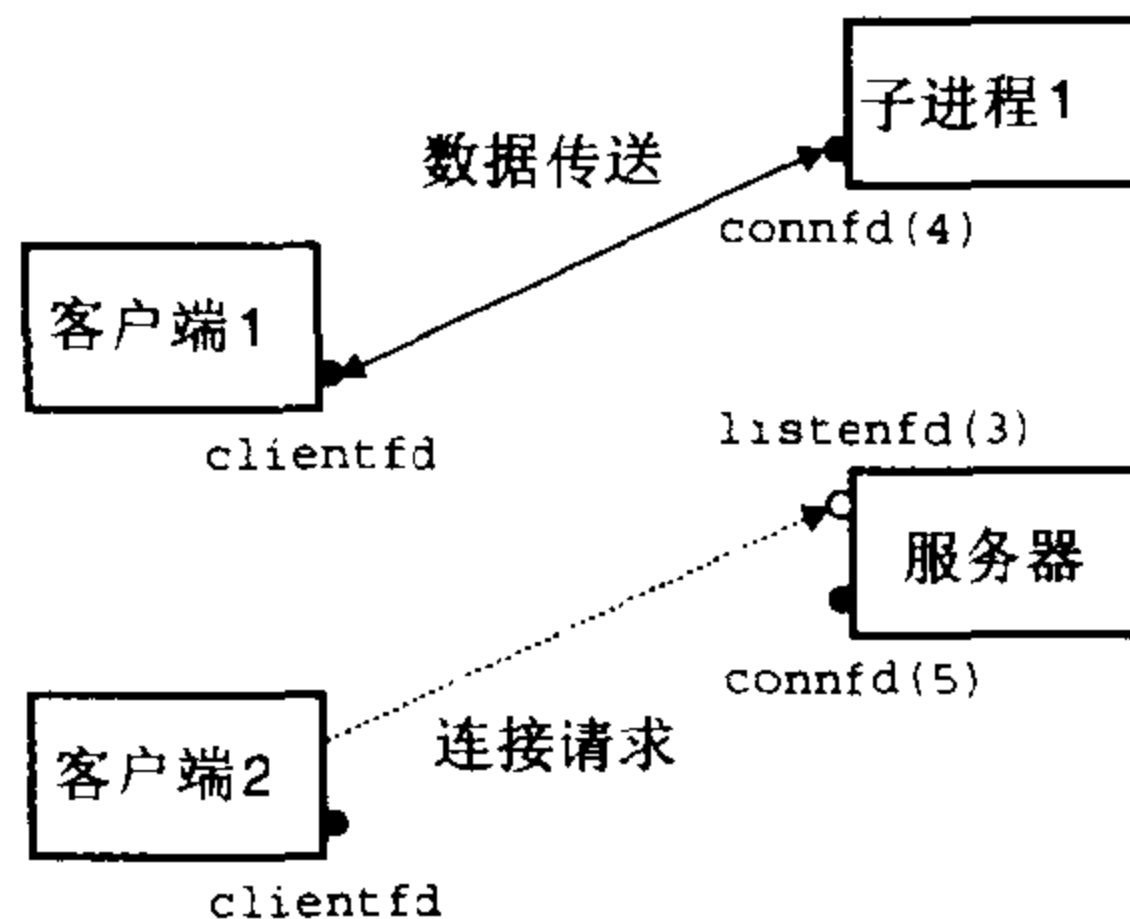 子进程1
数据传送
connfd(4)
客户端1
clientfd
listenfd(3)
服务器
connfd(5)
连接请求
客户端2
clientfd